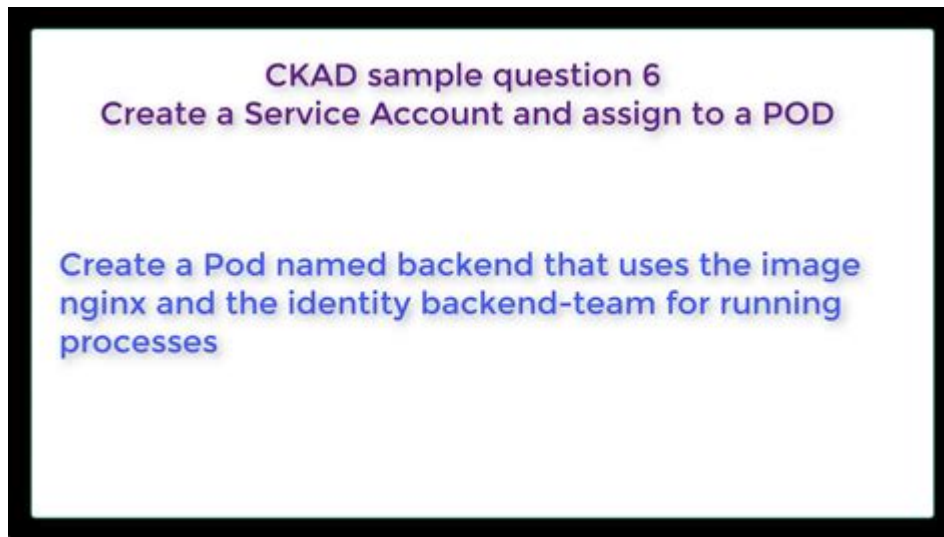 CKAD sample question 6
Create a Service Account and assign to a POD
Create a Pod named backend that uses the image
nginx and the identity backend-team for running
processes